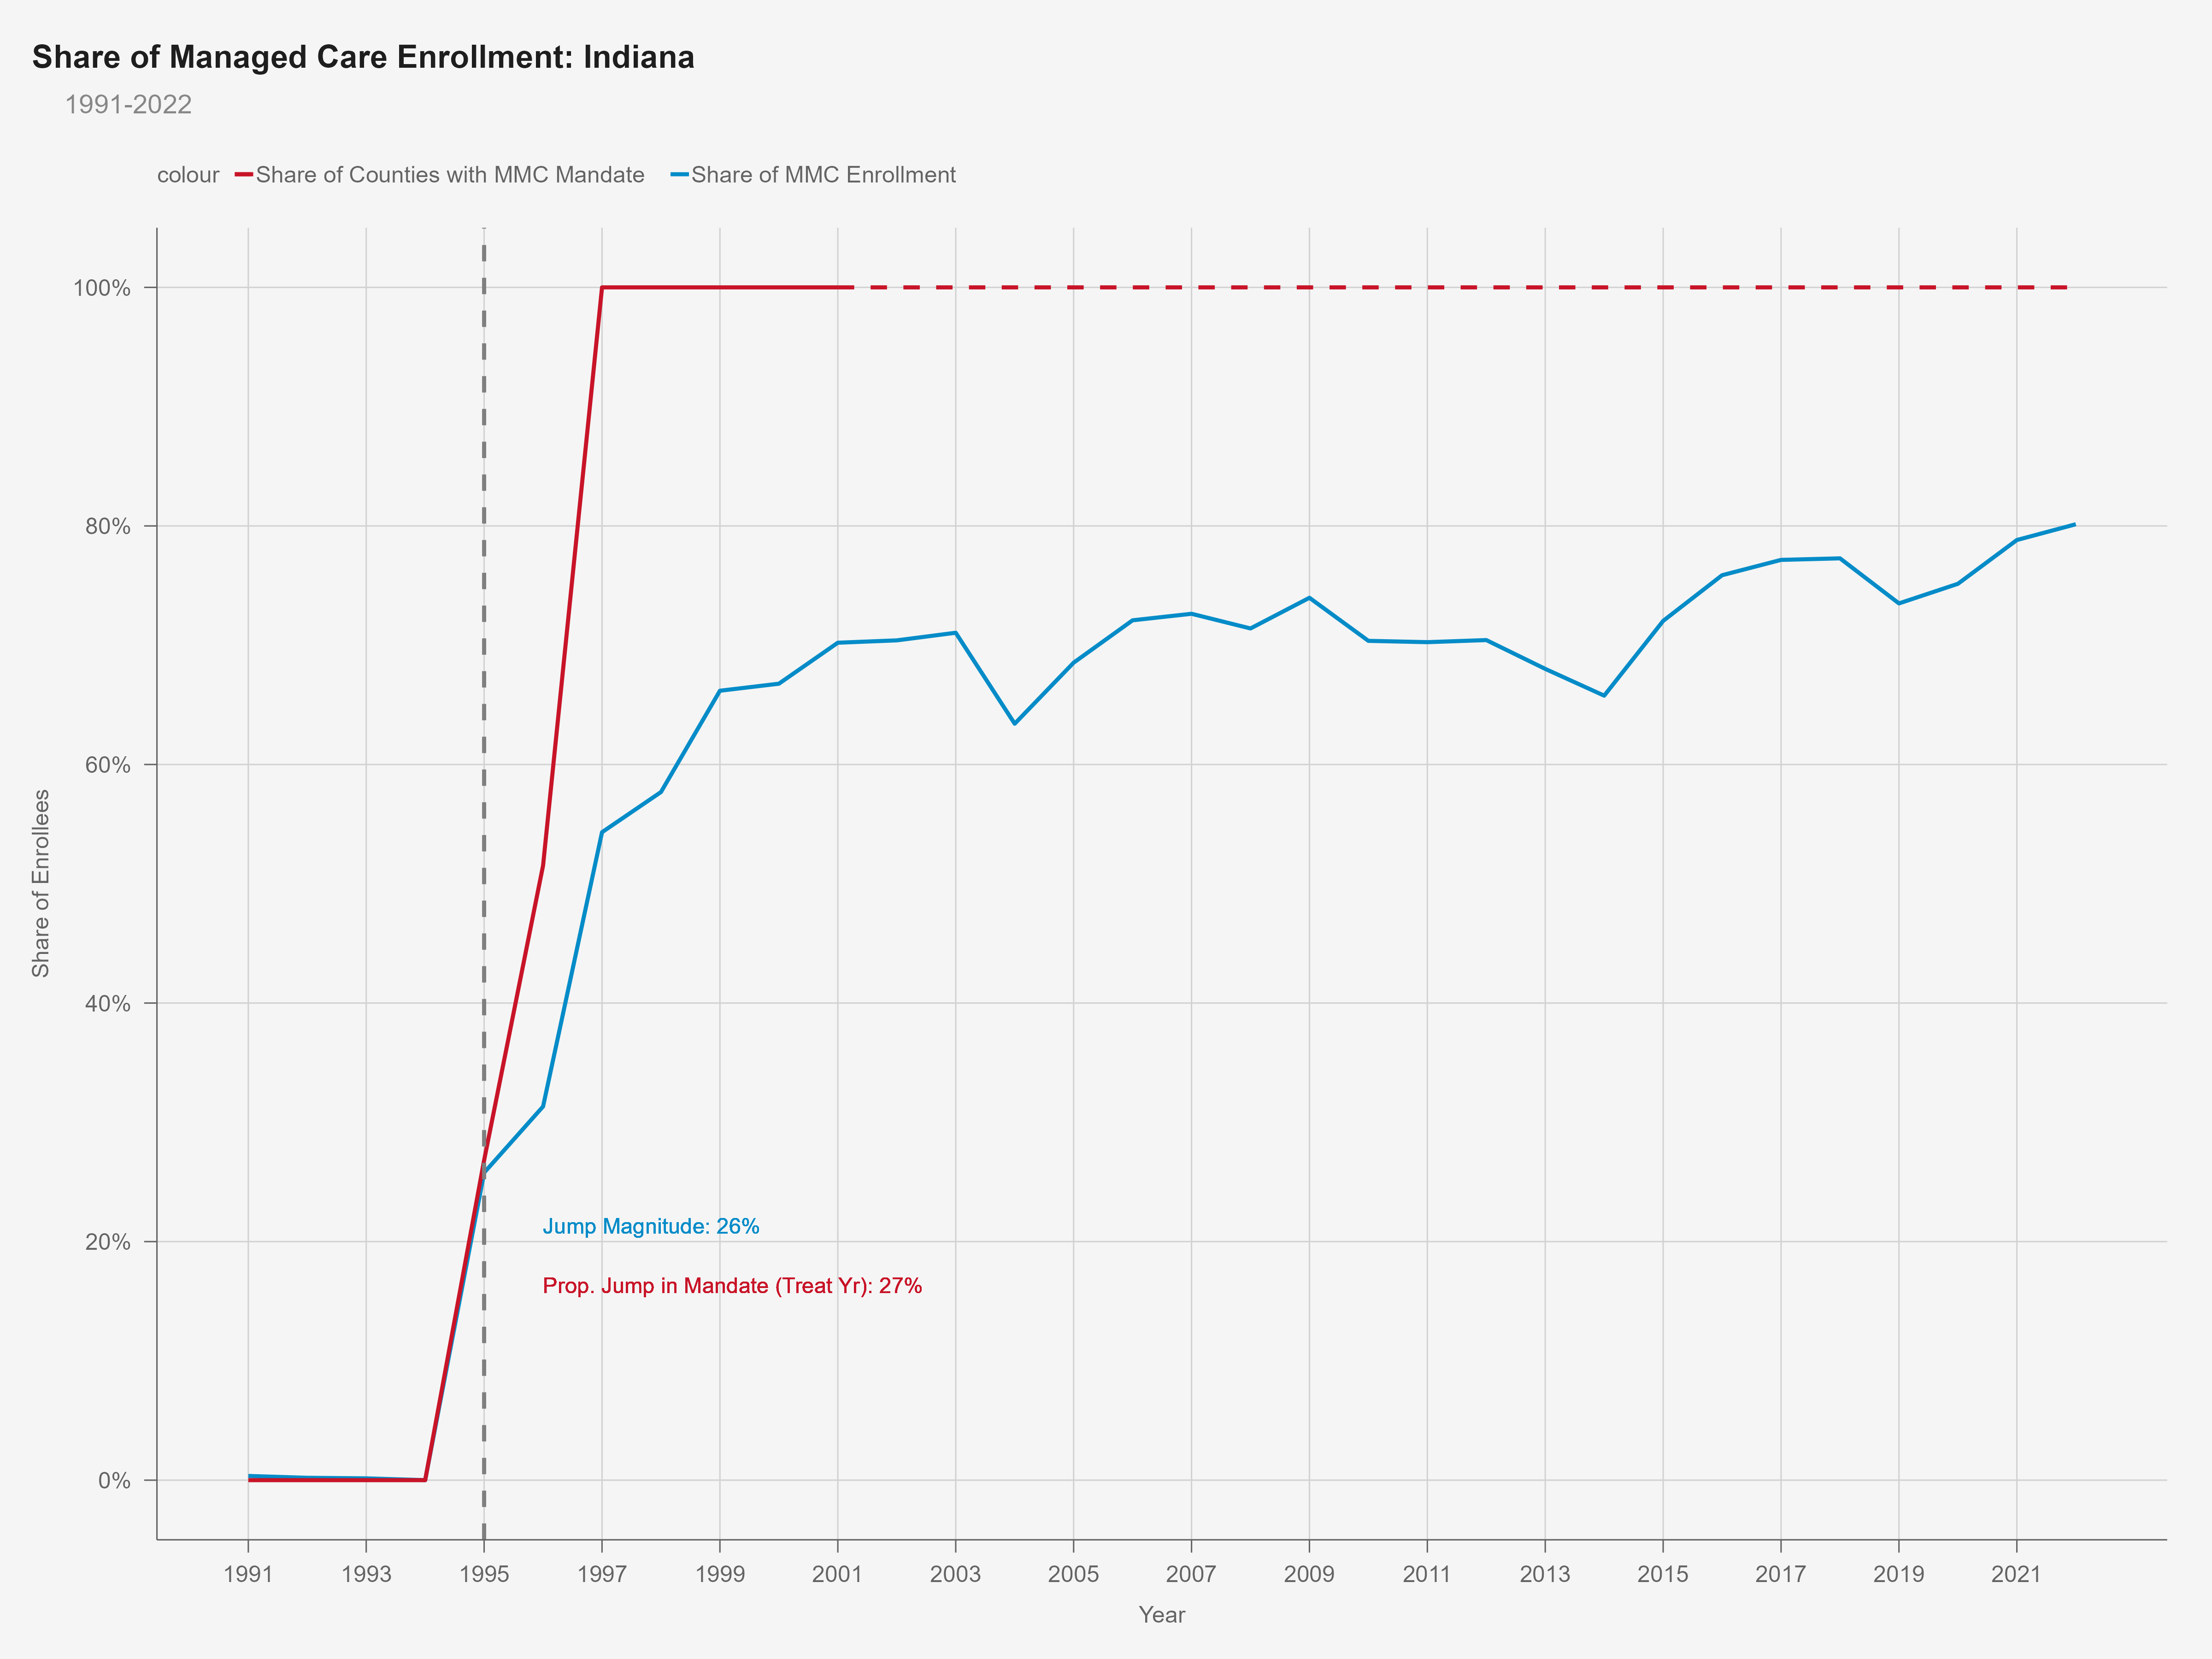 Share of Managed Care Enrollment: Indiana
1991-2022
colour Share of Counties with MMC Mandate Share of MMC Enrollment
100%
80%
60%
40%
20%
0%
Share of Enrollees
Jump Magnitude: 26%
Prop. Jump in Mandate (Treat Yr): 27%
1991 1993 1995 1997 1999 2001 2003 2005 2007 2009 2011 2013 2015 2017 2019 2021
Year